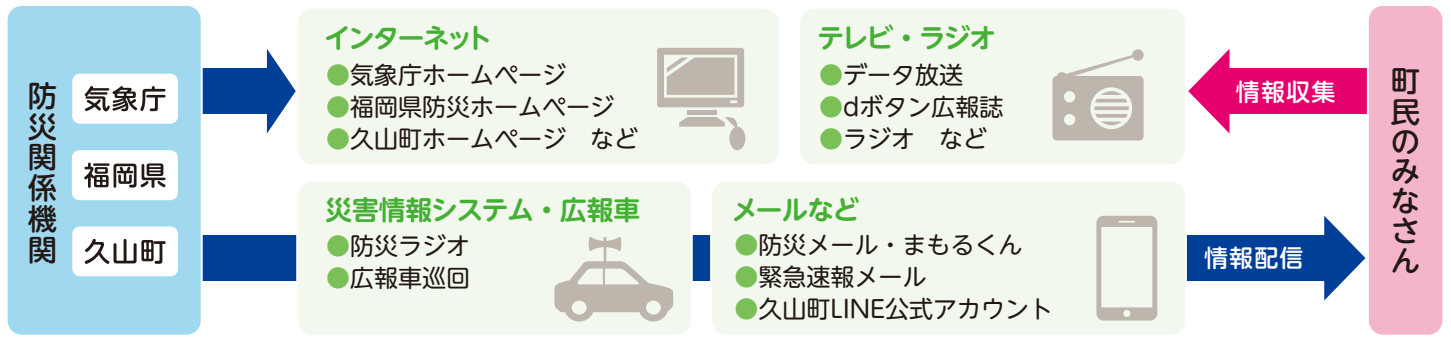 防災関係機関
気象庁
福岡県
久山町
インターネット
●気象庁ホームページ
●福岡県防災ホームページ
●久山町ホームページ　など
テレビ・ラジオ
●データ放送
●dボタン広報誌
●ラジオ　など
災害情報システム・広報車
●防災ラジオ
●広報車巡回
メールなど
●防災メール・まもるくん
●緊急速報メール
●久山町LINE公式アカウント
情報収集
情報配信
町民のみなさん